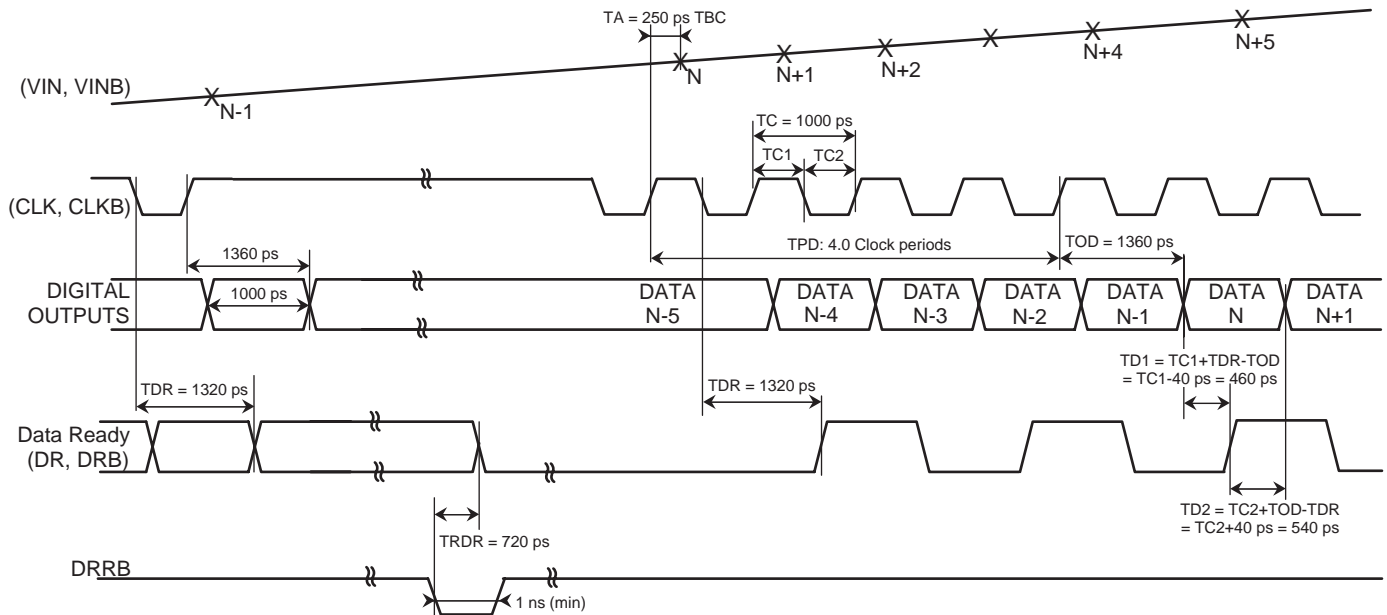 TA = 250 ps TBC
N+5
N+4
N+2
N+1
N
(VIN, VINB)
N-1
TC = 1000 ps
TC1 TC2
(CLK, CLKB)
1360 ps
TPD: 4.0 Clock periods
TOD = 1360 ps
DIGITAL
OUTPUTS
1000 ps
DATA
N-5
DATA
N-4
DATA
N-3
DATA
N-2
DATA
N-1
DATA
N
DATA
N+1
TD1 = TC1+TDR-TOD
= TC1-40 ps = 460 ps
TDR = 1320 ps
TDR = 1320 ps
Data Ready
(DR, DRB)
TD2 = TC2+TOD-TDR
= TC2+40 ps = 540 ps
TRDR = 720 ps
DRRB
1 ns (min)